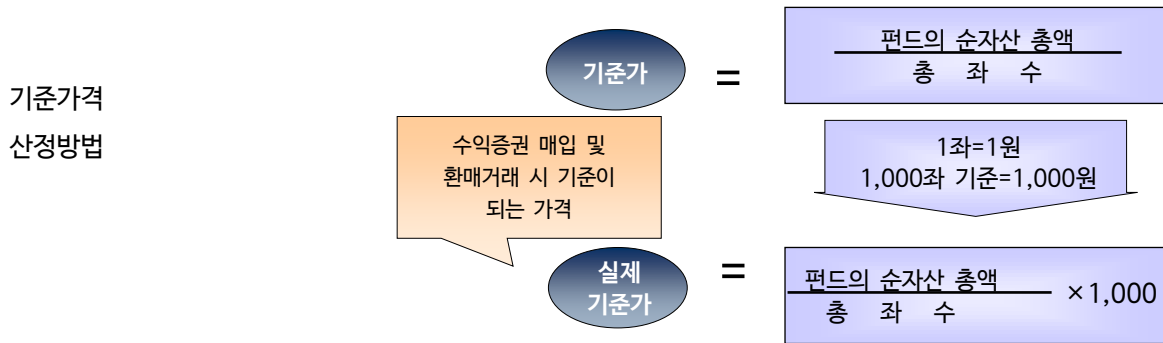 기준가격
산정방법
기준가
=
펀드의 순자산 총액
총 좌 수
수익증권 매입 및
환매거래 시 기준이
되는 가격
1좌=1원
1,000좌 기준=1,000원
실제
기준가
=
펀드의 순자산 총액
총 좌 수
×1,000